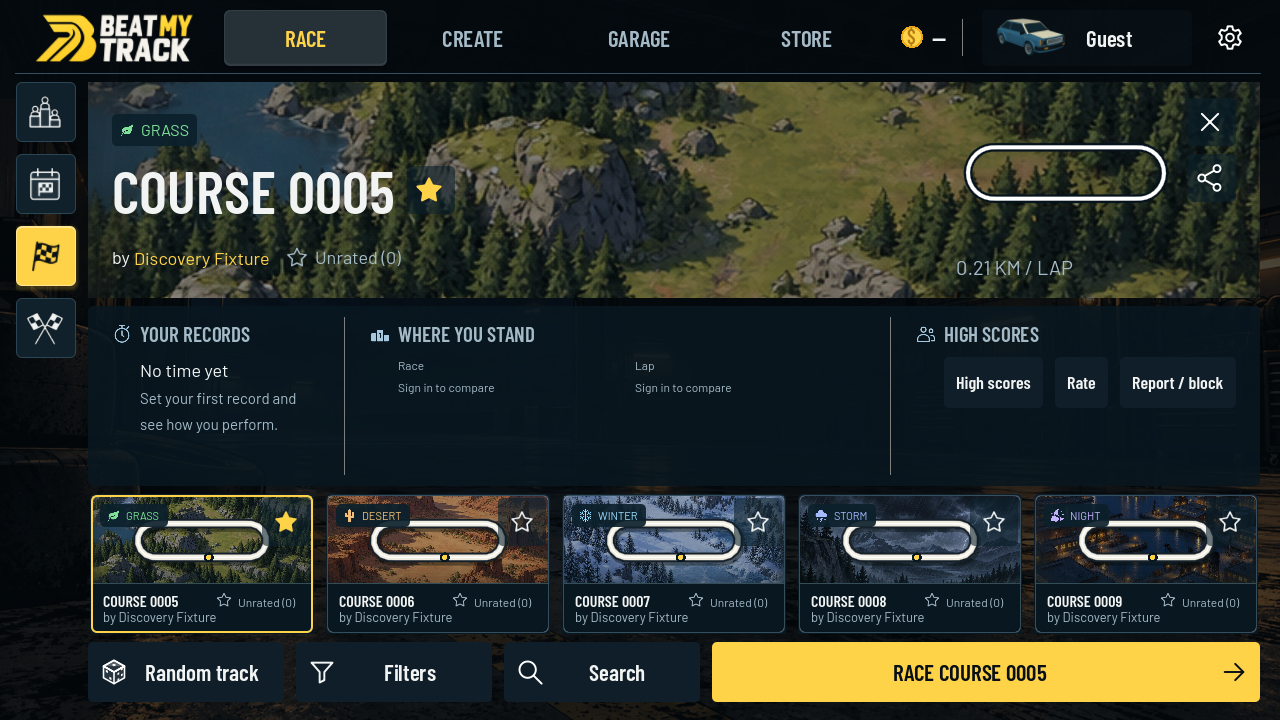 BEATMY
TRACK
RACE
CREATE
GARAGE
STORE
$ –
Guest
GRASS
COURSE 0005
by Discovery Fixture
Unrated (0)
0.21 KM / LAP
YOUR RECORDS
No time yet
Set your first record and
see how you perform.
WHERE YOU STAND
Race
Sign in to compare
Lap
Sign in to compare
HIGH SCORES
High scores
Rate
Report / block
GRASS
COURSE 0005
Unrated (0)
by Discovery Fixture
DESERT
COURSE 0006
Unrated (0)
by Discovery Fixture
WINTER
COURSE 0007
Unrated (0)
by Discovery Fixture
STORM
COURSE 0008
Unrated (0)
by Discovery Fixture
NIGHT
COURSE 0009
Unrated (0)
by Discovery Fixture
Random track
Filters
Search
RACE COURSE 0005